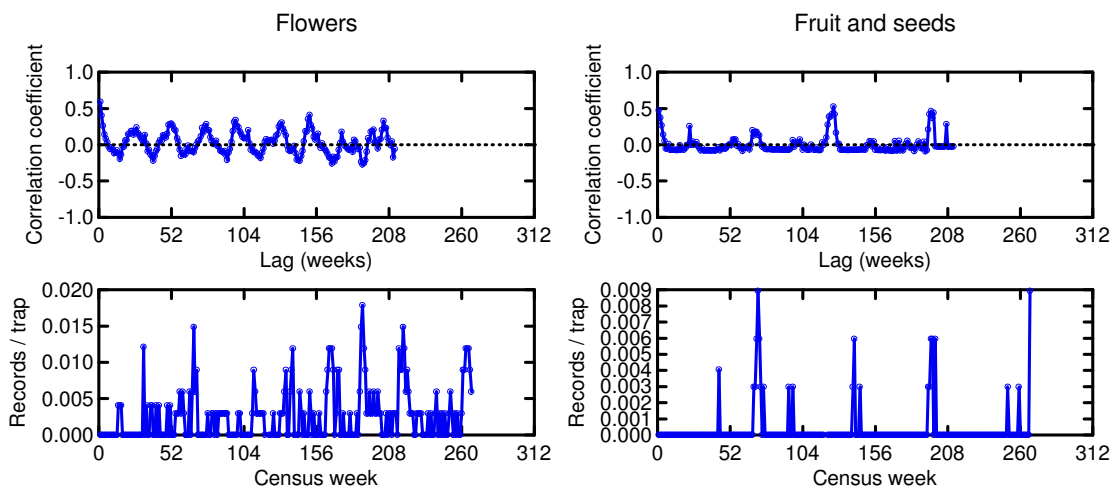 Flowers
Fruit and seeds
Correlation coefficient
1.0
0.5
0.0
-0.5
-1.0
0 52 104 156 208 260 312
Lag (weeks)
Correlation coefficient
1.0
0.5
0.0
-0.5
-1.0
0 52 104 156 208 260 312
Lag (weeks)
Records / trap
0.020
0.015
0.010
0.005
0.000
0 52 104 156 208 260 312
Census week
Records / trap
0.009
0.008
0.007
0.006
0.005
0.004
0.003
0.002
0.001
0.000
0 52 104 156 208 260 312
Census week